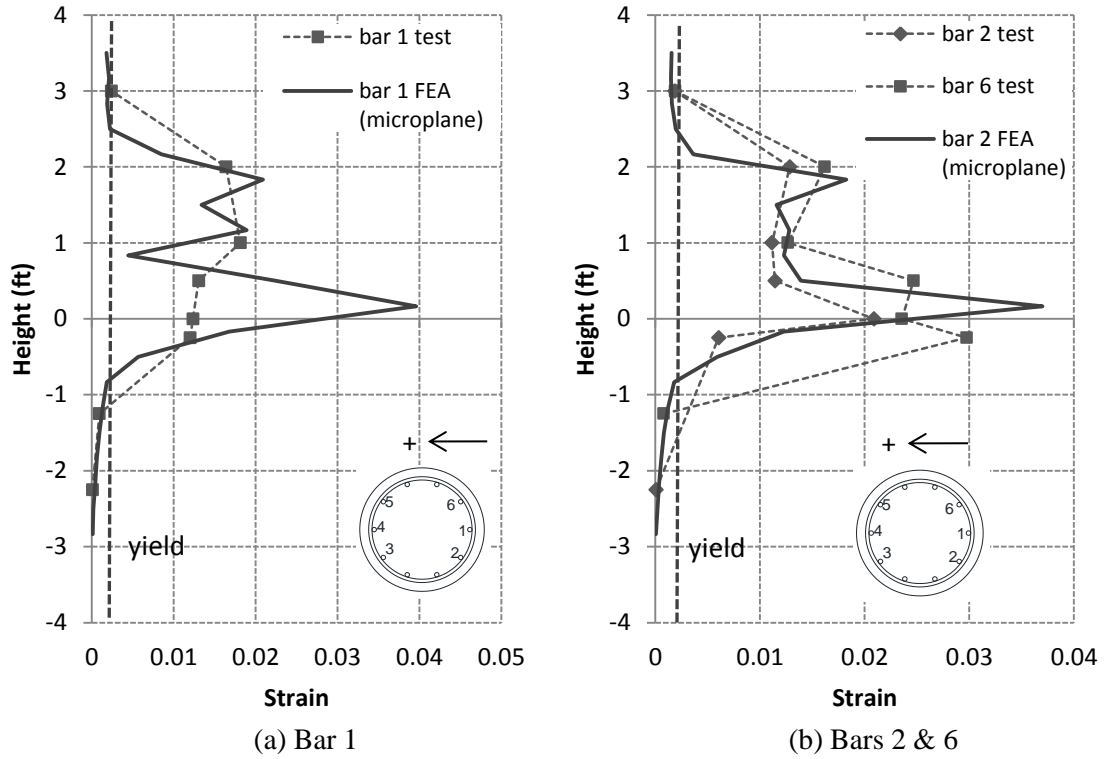 4
3
2
1
0
-1
-2
-3
-4
Height (ft)
bar 1 test
bar 1 FEA
(microplane)
+
5
6
4
1
3
2
yield
0 0.01 0.02 0.03 0.04 0.05
Strain
(a) Bar 1
4
3
2
1
0
-1
-2
-3
-4
Height (ft)
bar 2 test
bar 6 test
bar 2 FEA
(microplane)
+
5
6
4
1
3
2
yield
0 0.01 0.02 0.03 0.04
Strain
(b) Bars 2 & 6